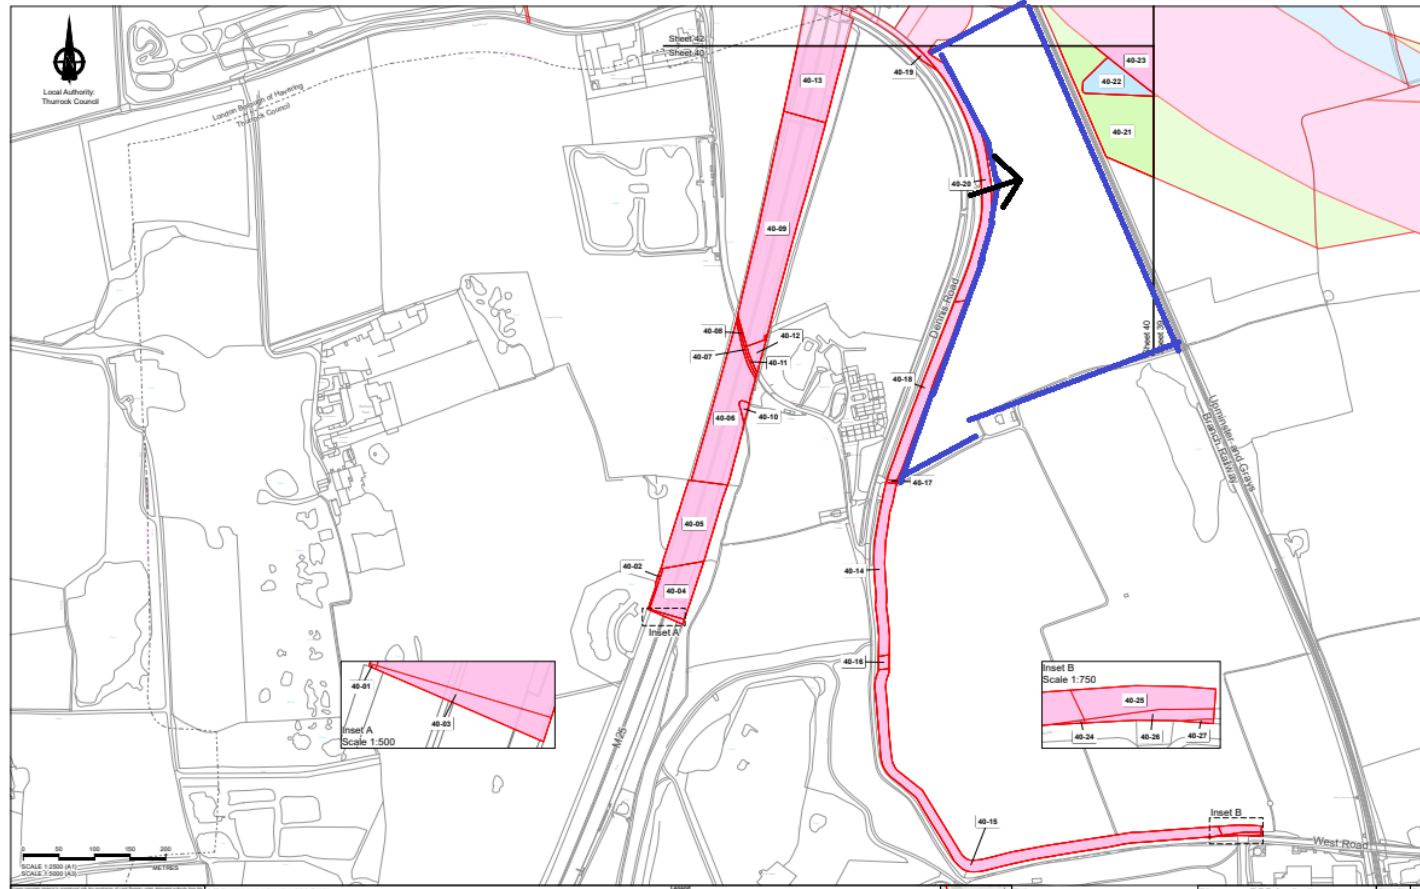 Sheet 42
Sheet 40
Local Authority:
Thurrock Council
London Borough of Havering
Thurrock Council
40-13
40-19
40-23
40-22
40-21
40-20
40-09
Dennis Road
40-08
40-12
40-07
40-11
Sheet 40
Sheet 39
40-18
40-06
40-10
Upminster and Grays
Branch Railway
40-17
40-05
40-02
40-14
40-04
Inset A
40-16
40-01
40-03
Inset A
Scale 1:500
M25
Inset B
Scale 1:750
40-25
40-24
40-26
40-27
40-15
Inset B
West Road
0 50 100 150 200
METRES
SCALE 1:2500 (A1)
SCALE 1:5000 (A3)